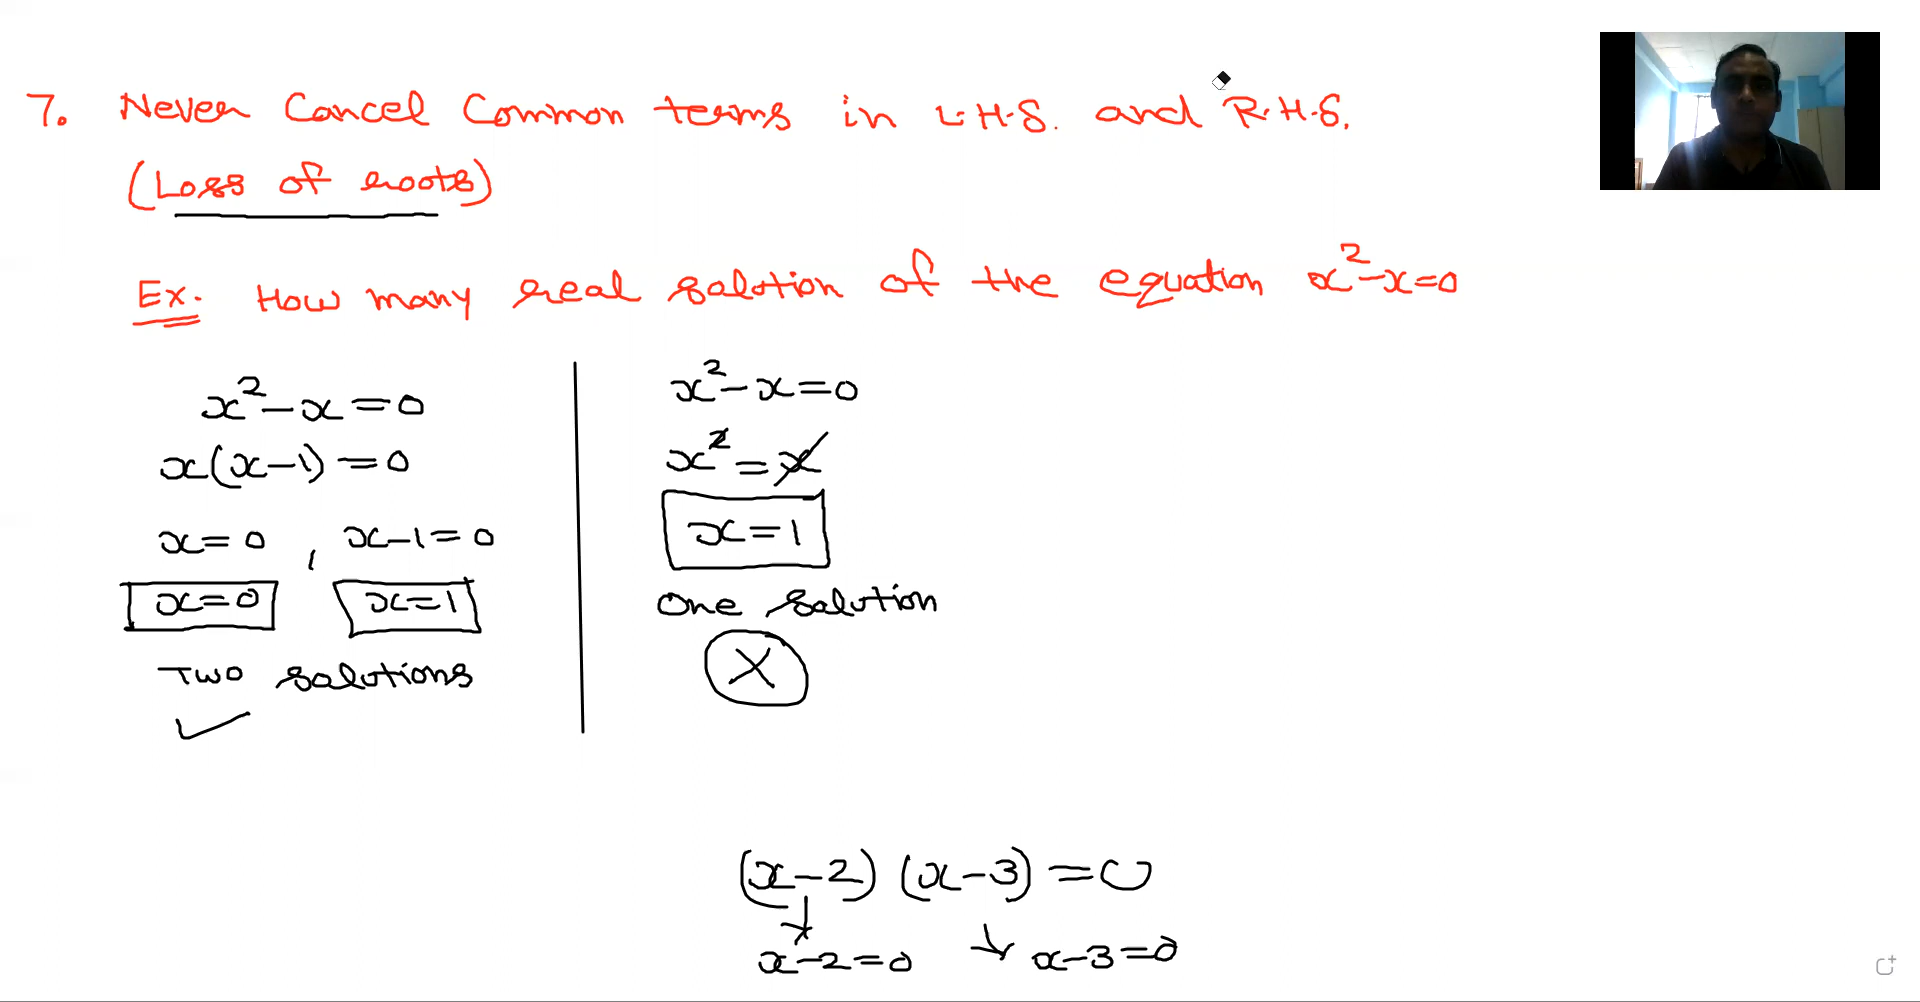 7. Never Cancel Common terms in L.H.S. and R.H.S.
(Loss of roots)
Ex. How many real solution of the equation x²-x=0
x²-x=0
x(x-1)=0
x=0 , x-1=0
x=0 x=1
Two solutions
✓
x²-x=0
x²=x
x=1
One solution
X
(x-2)(x-3)=0
x-2=0 x-3=0